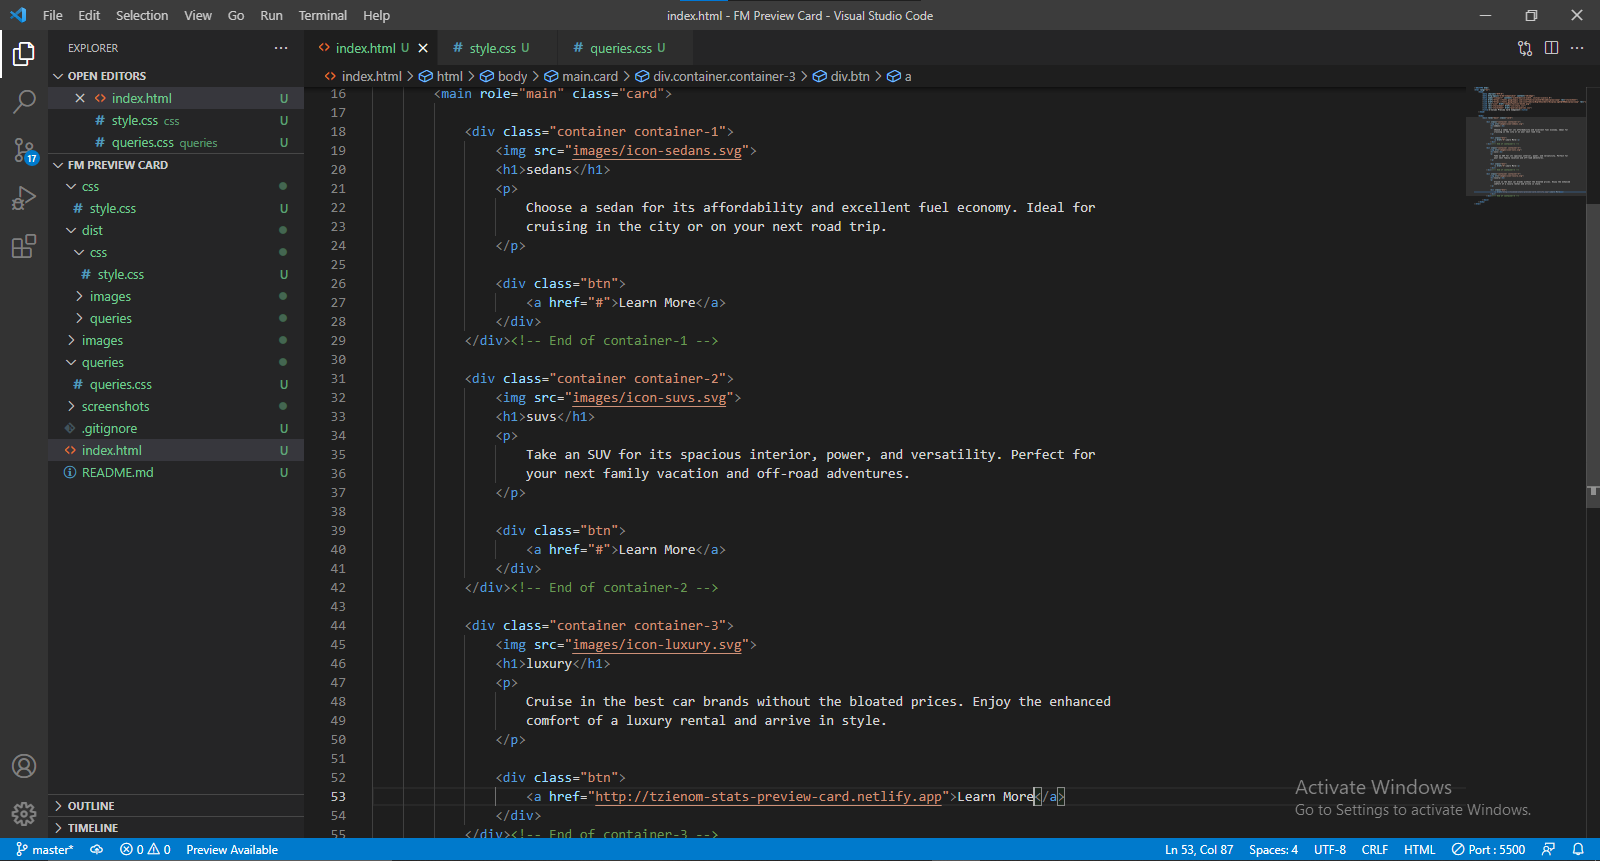 File Edit Selection View Go Run Terminal Help
index.html - FM Preview Card - Visual Studio Code
EXPLORER
index.html U
style.css U
queries.css U
OPEN EDITORS
index.html U
style.css css U
queries.css queries U
17
FM PREVIEW CARD
css
style.css U
dist
css
style.css U
images
queries
images
queries
queries.css U
screenshots
.gitignore U
index.html U
README.md U
OUTLINE
TIMELINE
index.html > html > body > main.card > div.container.container-3 > div.btn > a
16 <main role="main" class="card">
17
18 <div class="container container-1">
19 <img src="images/icon-sedans.svg">
20 <h1>sedans</h1>
21 <p>
22 Choose a sedan for its affordability and excellent fuel economy. Ideal for
23 cruising in the city or on your next road trip.
24 </p>
25
26 <div class="btn">
27 <a href="#">Learn More</a>
28 </div>
29 </div><!-- End of container-1 -->
30
31 <div class="container container-2">
32 <img src="images/icon-suvs.svg">
33 <h1>suvs</h1>
34 <p>
35 Take an SUV for its spacious interior, power, and versatility. Perfect for
36 your next family vacation and off-road adventures.
37 </p>
38
39 <div class="btn">
40 <a href="#">Learn More</a>
41 </div>
42 </div><!-- End of container-2 -->
43
44 <div class="container container-3">
45 <img src="images/icon-luxury.svg">
46 <h1>luxury</h1>
47 <p>
48 Cruise in the best car brands without the bloated prices. Enjoy the enhanced
49 comfort of a luxury rental and arrive in style.
50 </p>
51
52 <div class="btn">
53 <a href="http://tzienom-stats-preview-card.netlify.app">Learn More</a>
54 </div>
55 </div><!-- End of container-3 -->
Activate Windows
Go to Settings to activate Windows.
master* 0 0 Preview Available
Ln 53, Col 87 Spaces: 4 UTF-8 CRLF HTML Port : 5500